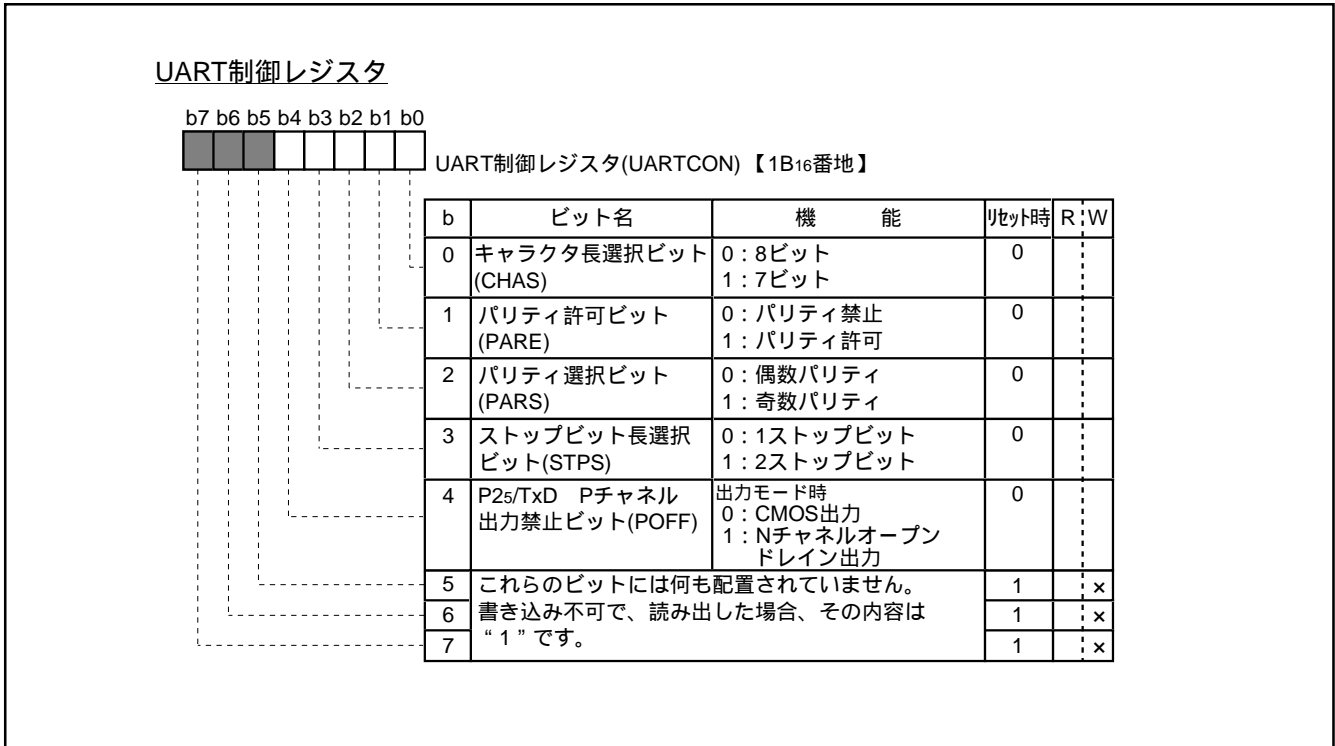 UART制御レジスタ
b7 b6 b5 b4 b3 b2 b1 b0
UART制御レジスタ(UARTCON)【1B16番地】
b ビット名 機 能 リセット時 R W
0 キャラクタ長選択ビット 0:8ビット 0
(CHAS) 1:7ビット
1 パリティ許可ビット 0:パリティ禁止 0
(PARE) 1:パリティ許可
2 パリティ選択ビット 0:偶数パリティ 0
(PARS) 1:奇数パリティ
3 ストップビット長選択 0:1ストップビット 0
ビット(STPS) 1:2ストップビット
4 P25/TxD Pチャネル 出力モード時 0
出力禁止ビット(POFF) 0:CMOS出力
1:Nチャネルオープン
ドレイン出力
5 これらのビットには何も配置されていません。 1 ×
6 書き込み不可で、読み出した場合、その内容は 1 ×
7 “1”です。 1 ×